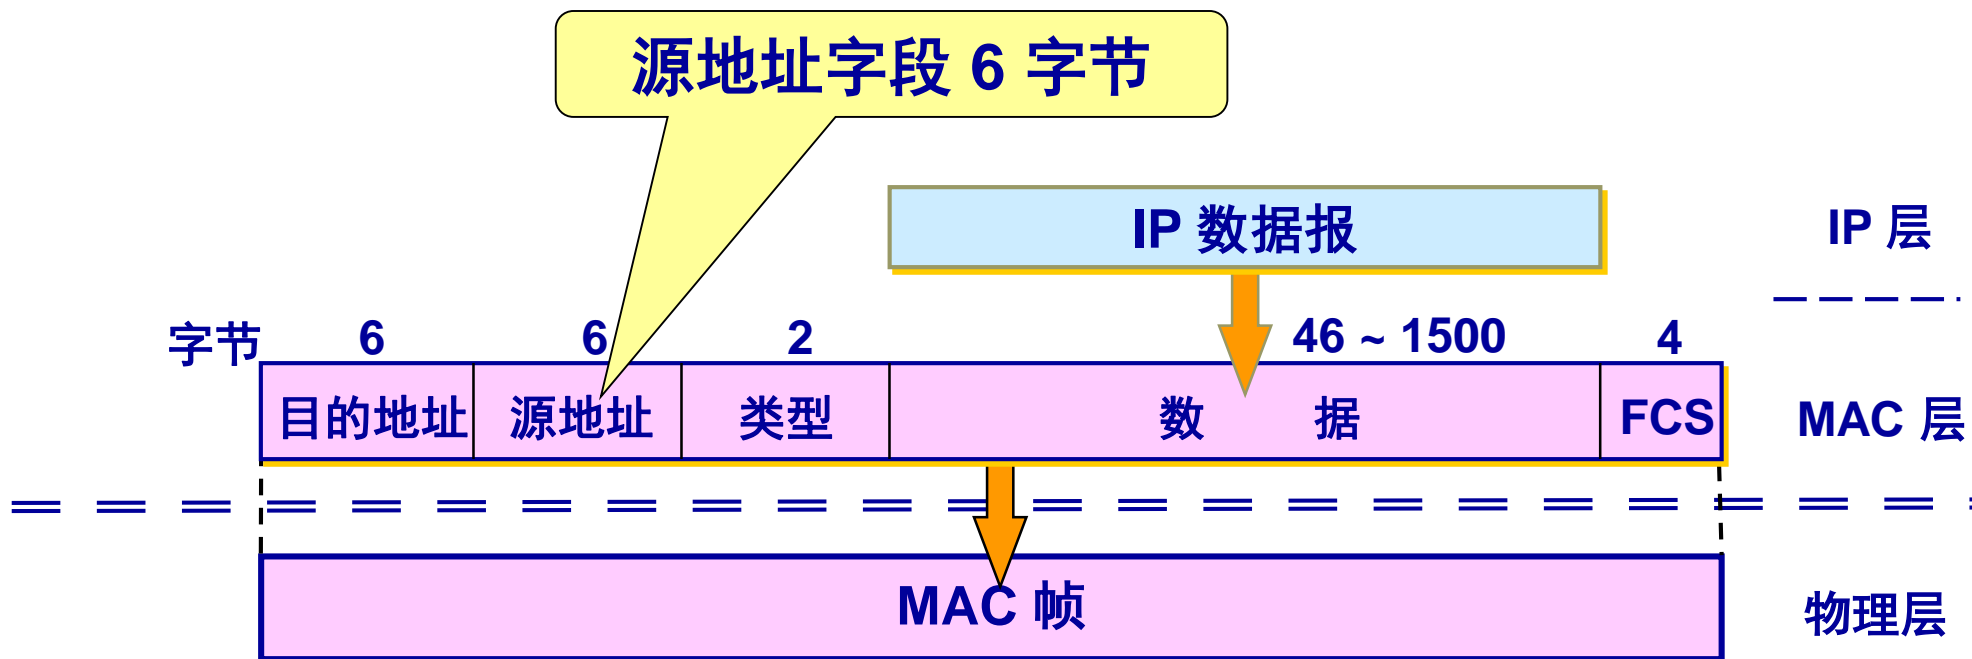 源地址字段 6 字节
IP 数据报
IP 层
字节 6 6 2 46 ~ 1500 4
目的地址 源地址 类型 数 据 FCS
MAC 层
MAC 帧
物理层